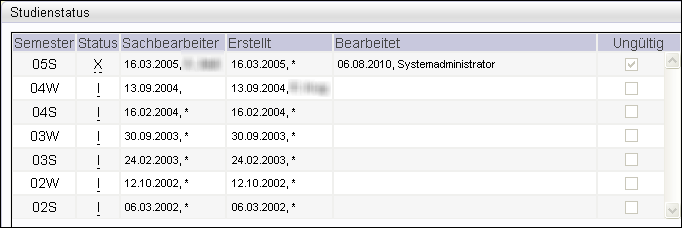 Studienstatus
Semester Status Sachbearbeiter Erstellt Bearbeitet Ungültig
05S X 16.03.2005, 16.03.2005, * 06.08.2010, Systemadministrator
04W I 13.09.2004, 13.09.2004,
04S I 16.02.2004, * 16.02.2004, *
03W I 30.09.2003, * 30.09.2003, *
03S I 24.02.2003, * 24.02.2003, *
02W I 12.10.2002, * 12.10.2002, *
02S I 06.03.2002, * 06.03.2002, *